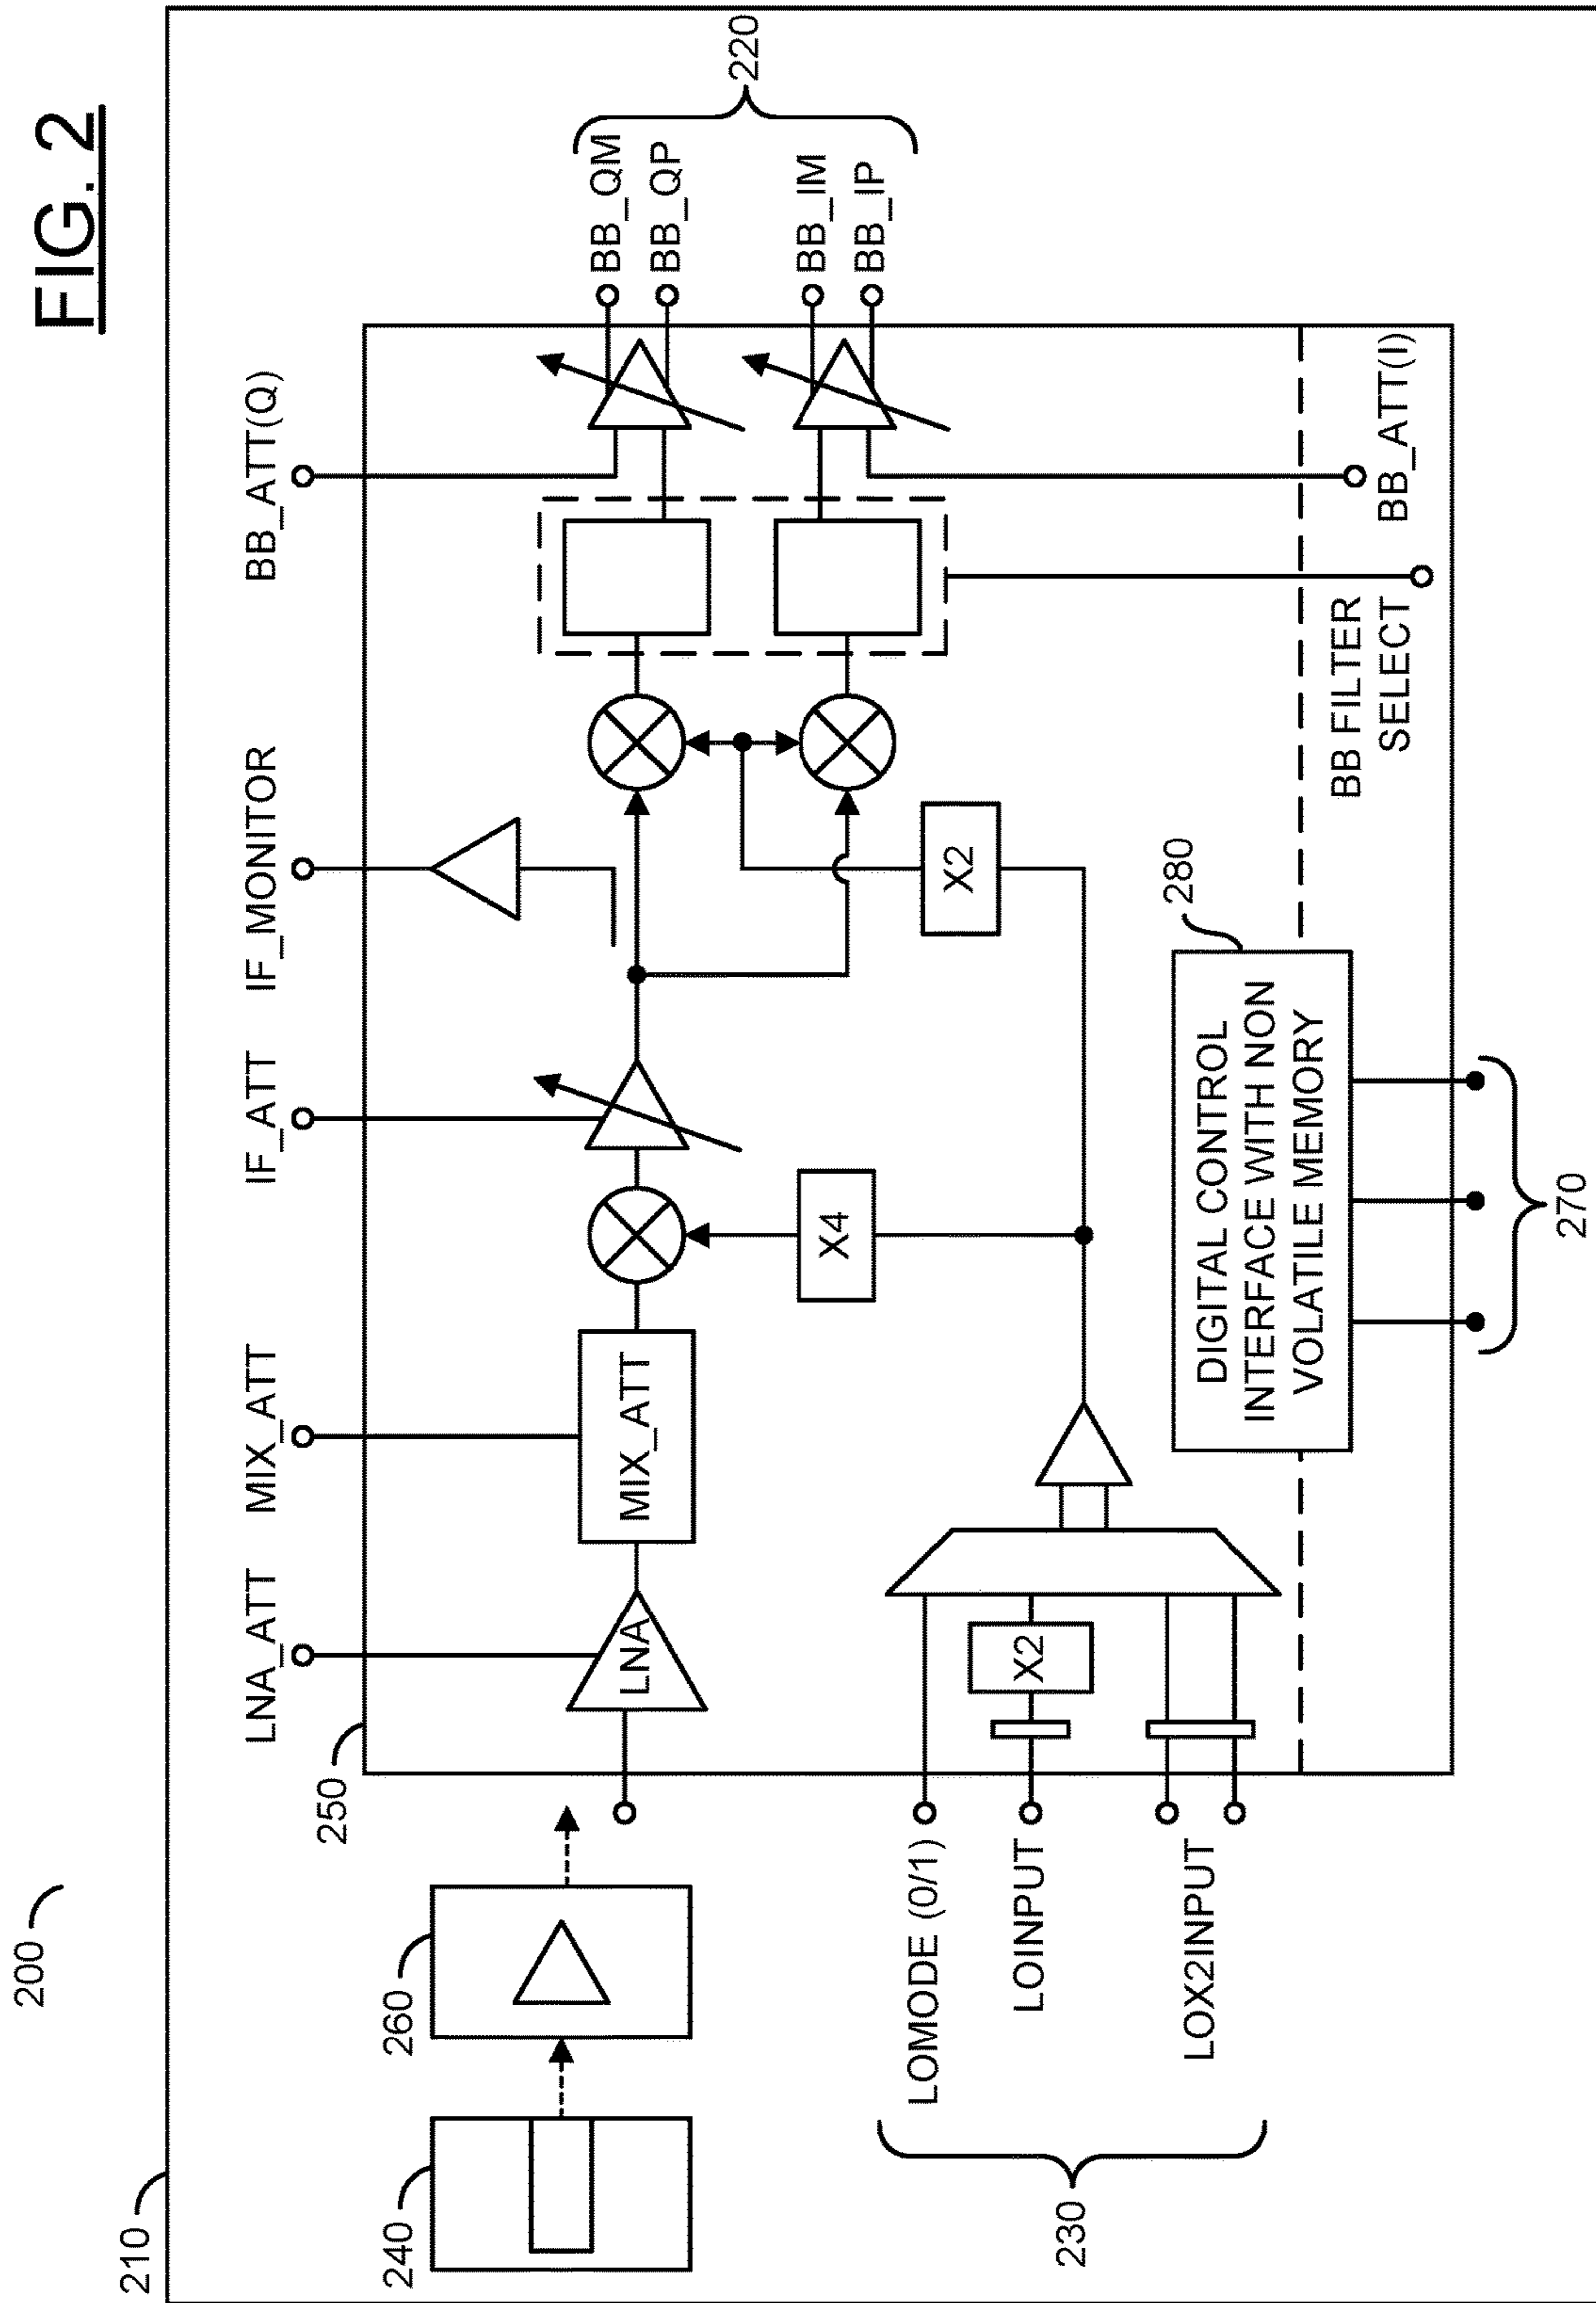 FIG. 2
200
210
BB_ATT(Q)
IF_MONITOR
IF_ATT
MIX_ATT
LNA_ATT
250
260
240
LNA
MIX_ATT
X4
X2
BB_QM
BB_QP
BB_IM
BB_IP
220
LOMODE (0/1)
LOINPUT
LOX2INPUT
230
X2
DIGITAL CONTROL
INTERFACE WITH NON
VOLATILE MEMORY
280
270
BB FILTER
SELECT
BB_ATT(I)